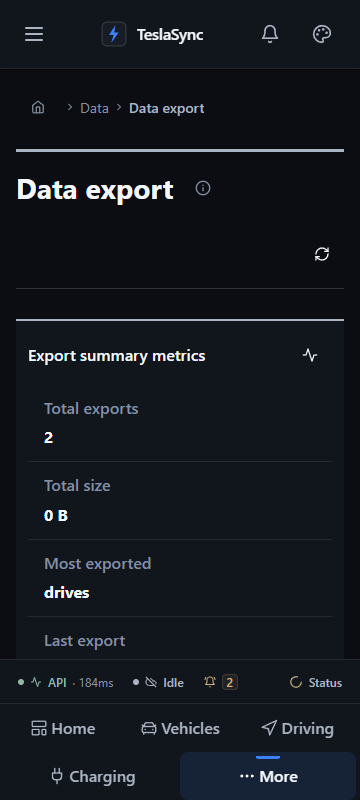 TeslaSync
Data
Data export
Data export
Export summary metrics
Total exports
2
Total size
0 B
Most exported
drives
Last export
API · 184ms
Idle
2
Status
Home
Vehicles
Driving
Charging
More